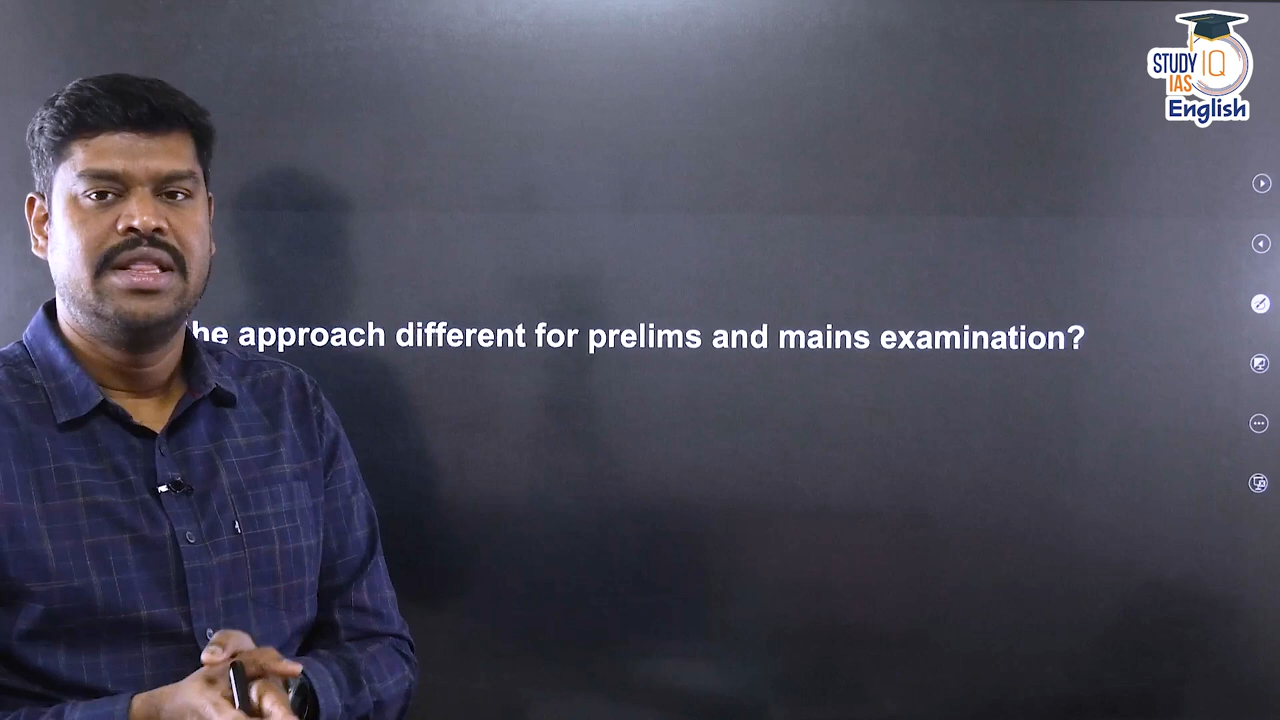 STUDY IQ
IAS
English
he approach different for prelims and mains examination?